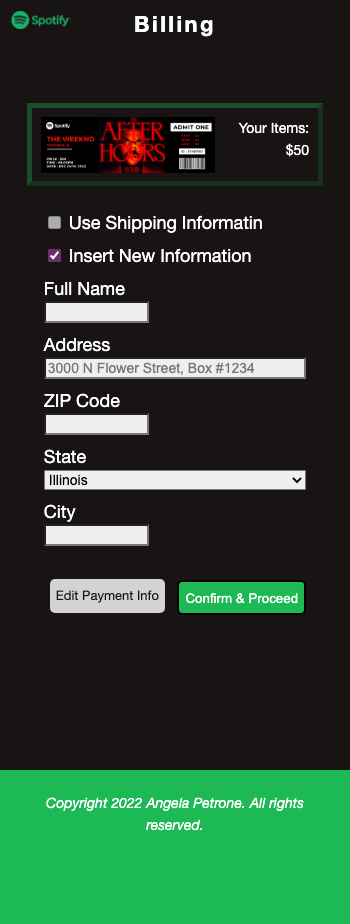 Spotify
Billing
Spotify
THE WEEKND
AFTER
HOURS
ADMIT ONE
Your Items:
$50
Use Shipping Informatin
Insert New Information
Full Name
Address
3000 N Flower Street, Box #1234
ZIP Code
State
Illinois
City
Edit Payment Info
Confirm & Proceed
Copyright 2022 Angela Petrone. All rights
reserved.